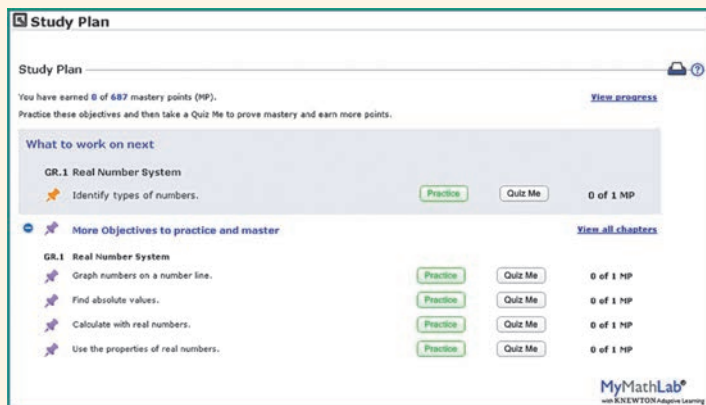 Study Plan
Study Plan
You have earned 0 of 687 mastery points (MP). View progress
Practice these objectives and then take a Quiz Me to prove mastery and earn more points.
What to work on next
GR.1 Real Number System
Identify types of numbers. Practice Quiz Me 0 of 1 MP
More Objectives to practice and master View all chapters
GR.1 Real Number System
Graph numbers on a number line. Practice Quiz Me 0 of 1 MP
Find absolute values. Practice Quiz Me 0 of 1 MP
Calculate with real numbers. Practice Quiz Me 0 of 1 MP
Use the properties of real numbers. Practice Quiz Me 0 of 1 MP
MyMathLab®
with KNEWTON Adaptive Learning